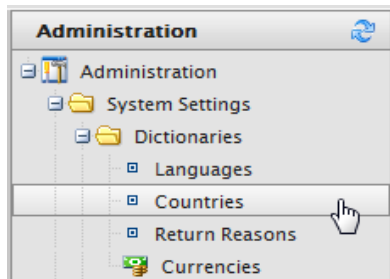 Administration
Administration
System Settings
Dictionaries
Languages
Countries
Return Reasons
Currencies